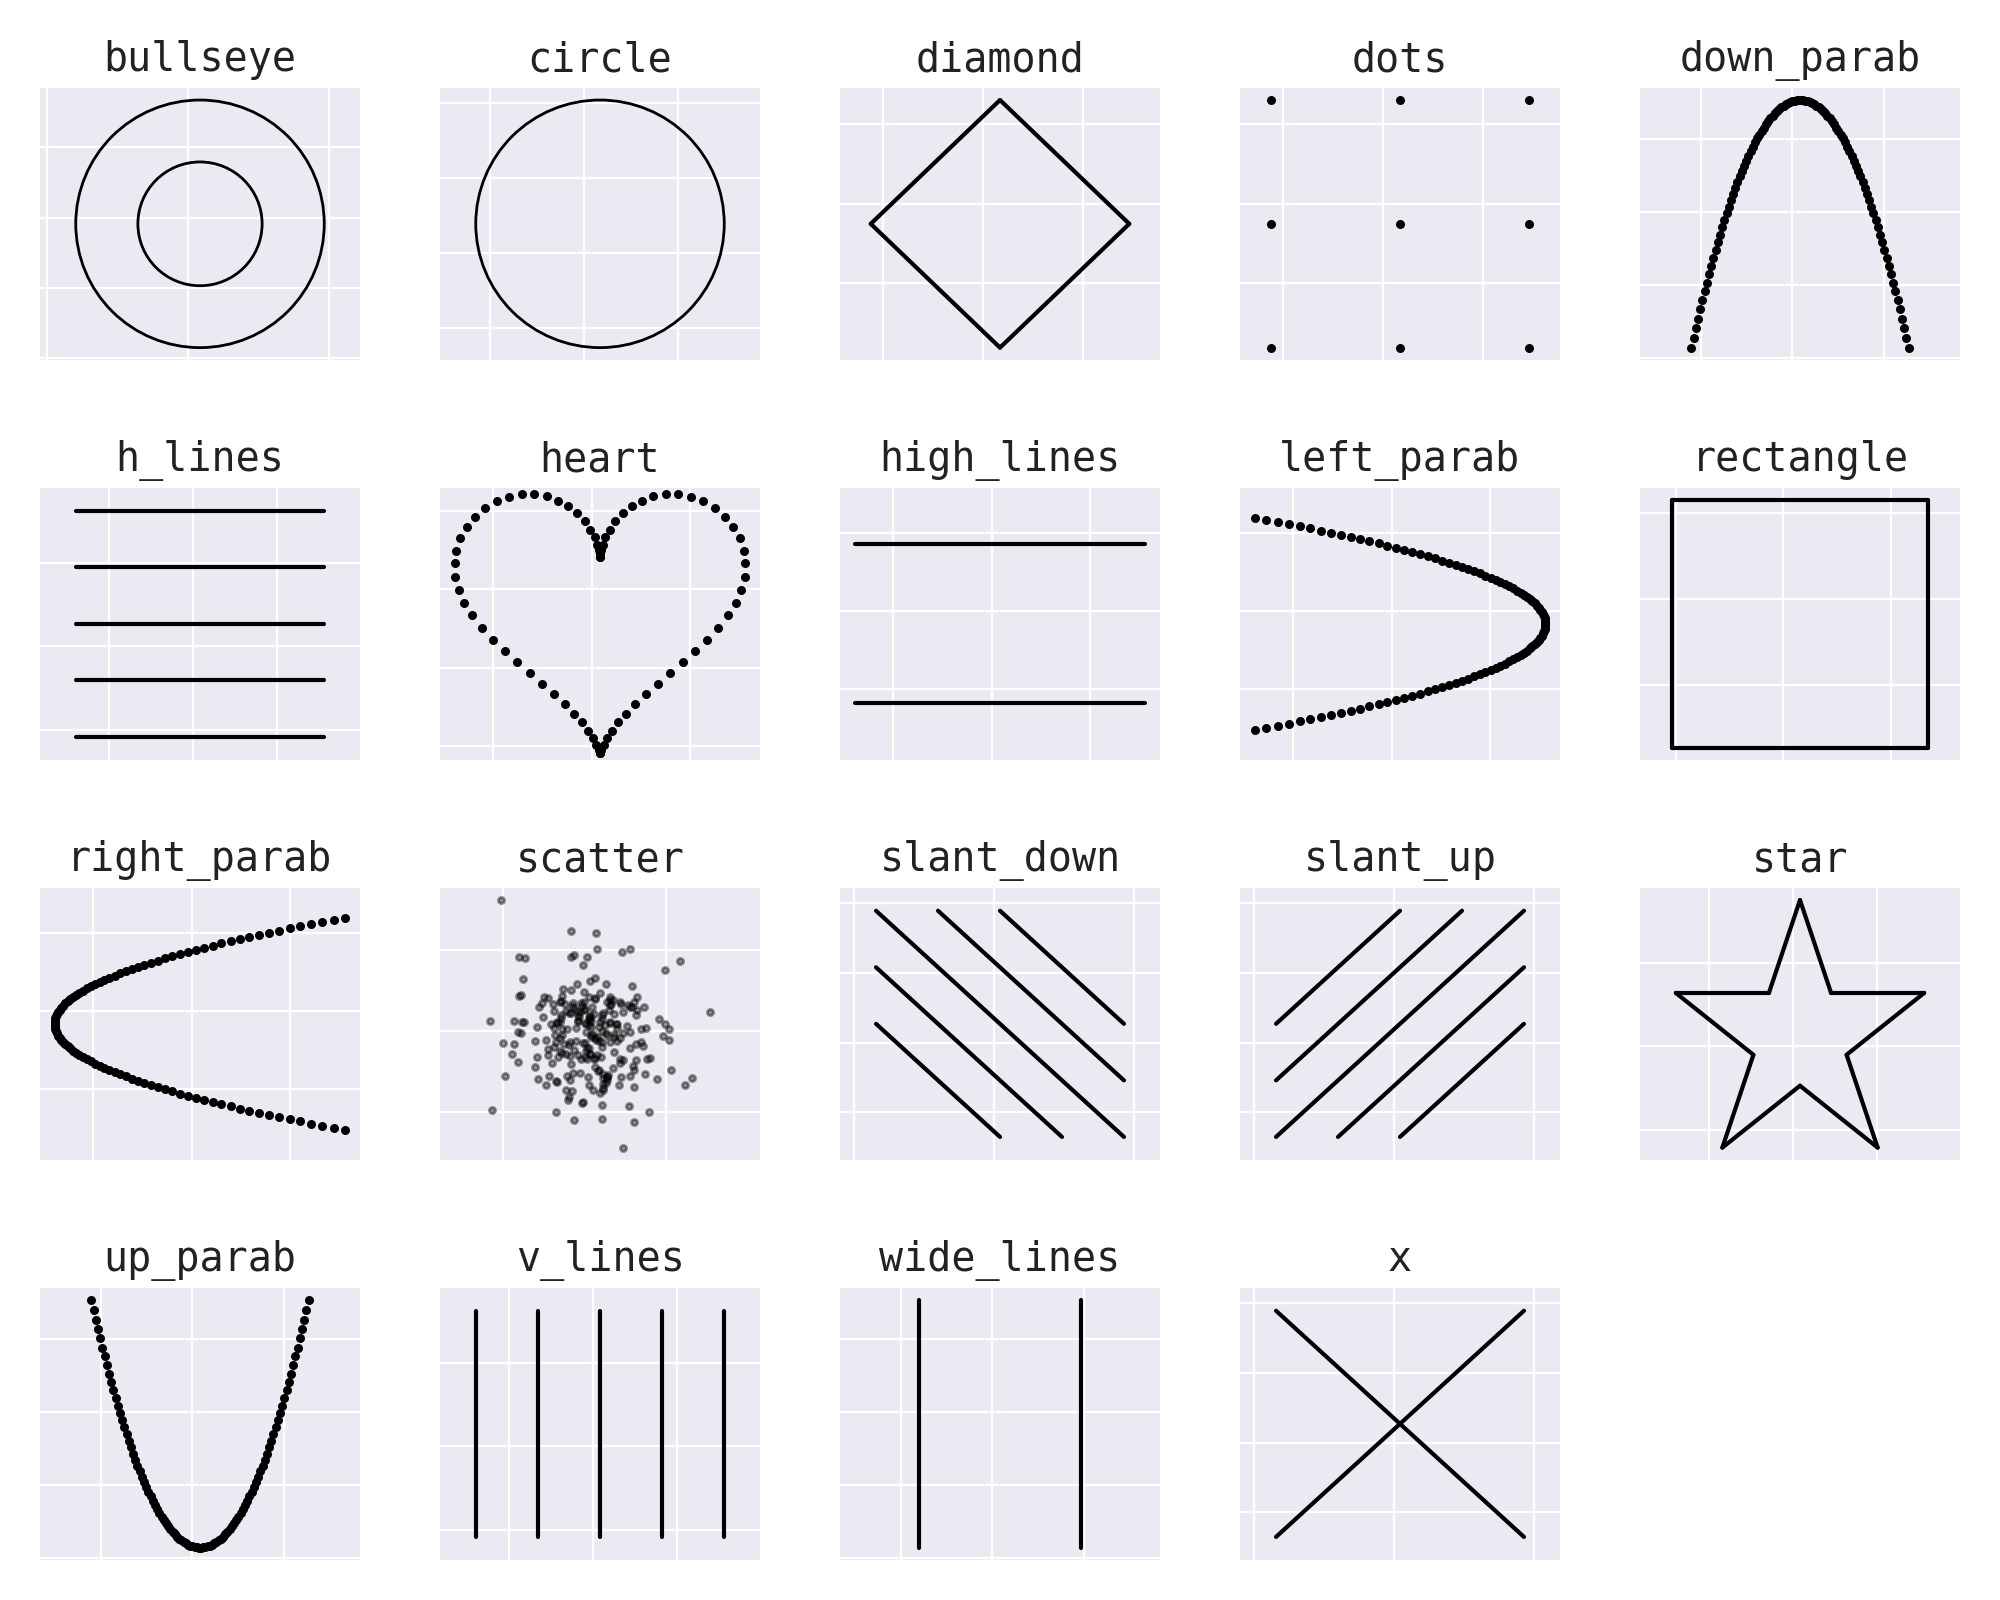 bullseye
circle
diamond
dots
down_parab
h_lines
heart
high_lines
left_parab
rectangle
right_parab
scatter
slant_down
slant_up
star
up_parab
v_lines
wide_lines
x